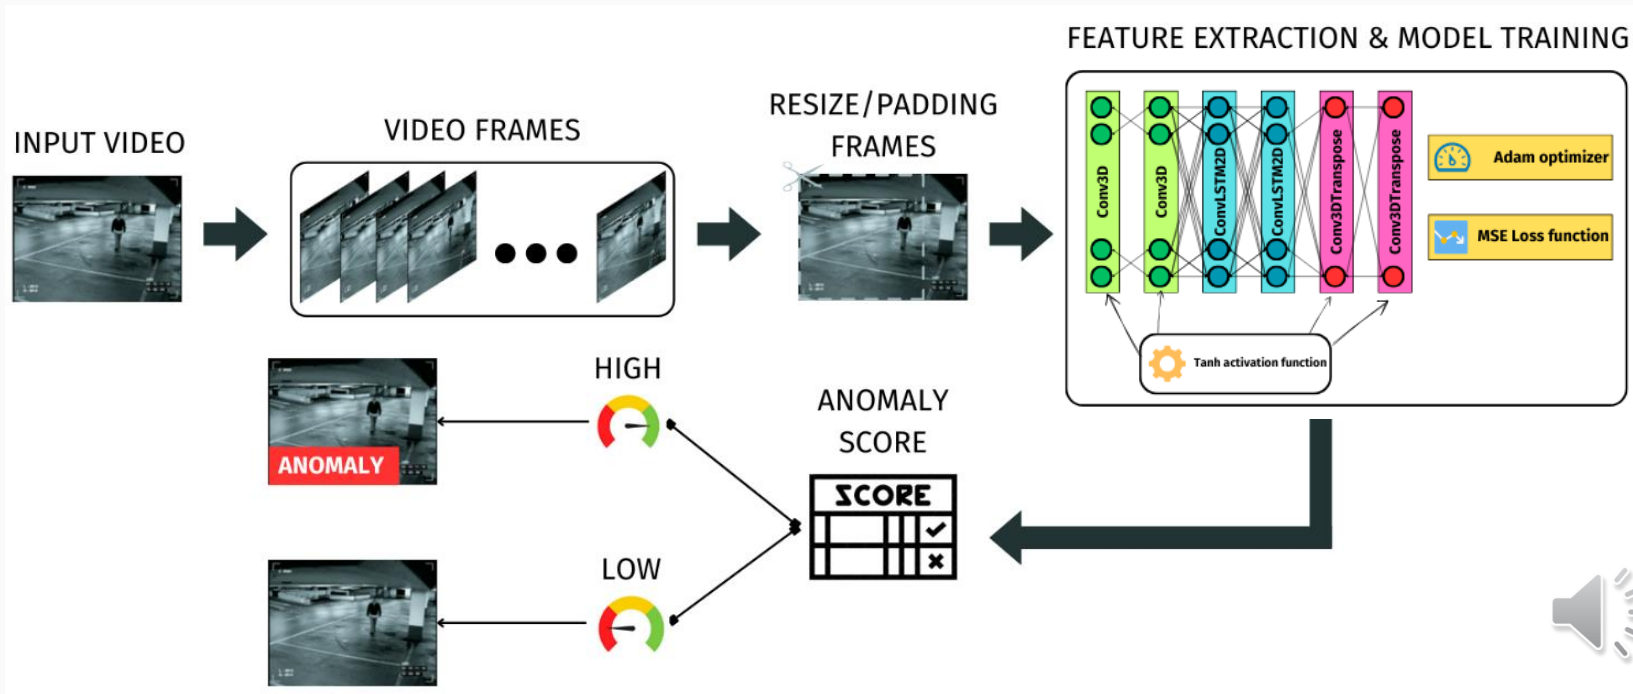 FEATURE EXTRACTION & MODEL TRAINING
INPUT VIDEO
VIDEO FRAMES
RESIZE/PADDING
FRAMES
Conv3D
Conv3D
ConvLSTM2D
ConvLSTM2D
Conv3DTranspose
Conv3DTranspose
Adam optimizer
MSE Loss function
Tanh activation function
HIGH
ANOMALY
ANOMALY
SCORE
SCORE
LOW